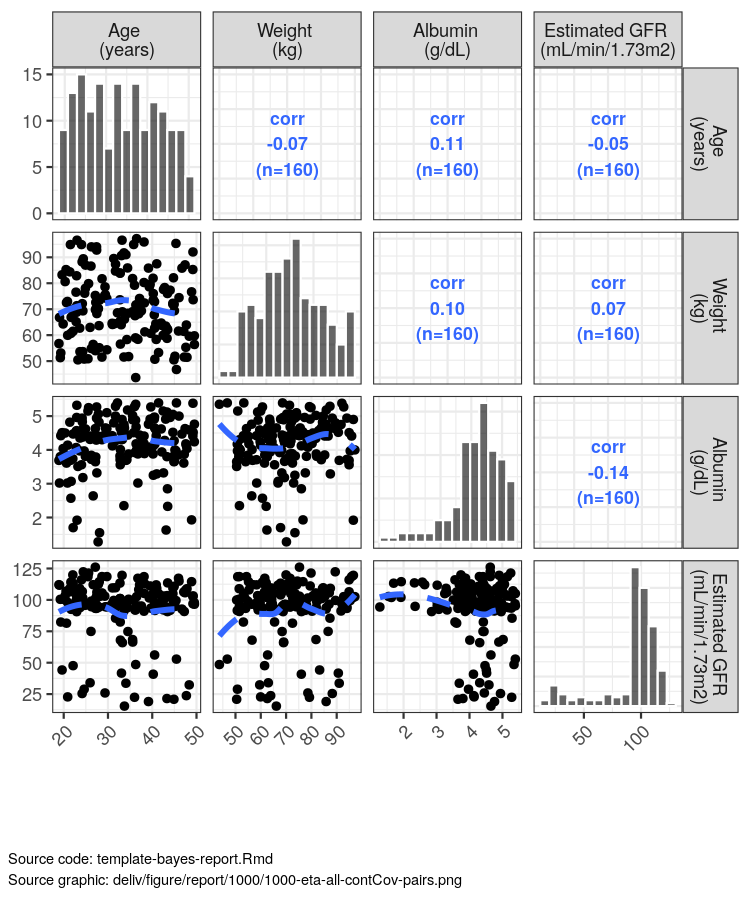 Age
(years)
Weight
(kg)
Albumin
(g/dL)
Estimated GFR
(mL/min/1.73m2)
15
10
5
0
corr
-0.07
(n=160)
corr
0.11
(n=160)
corr
-0.05
(n=160)
Age
(years)
90
80
70
60
50
corr
0.10
(n=160)
corr
0.07
(n=160)
Weight
(kg)
5
4
3
2
corr
-0.14
(n=160)
Albumin
(g/dL)
125
100
75
50
25
Estimated GFR
(mL/min/1.73m2)
20 30 40 50
50 60 70 80 90
2 3 4 5
50 100
Source code: template-bayes-report.Rmd
Source graphic: deliv/figure/report/1000/1000-eta-all-contCov-pairs.png